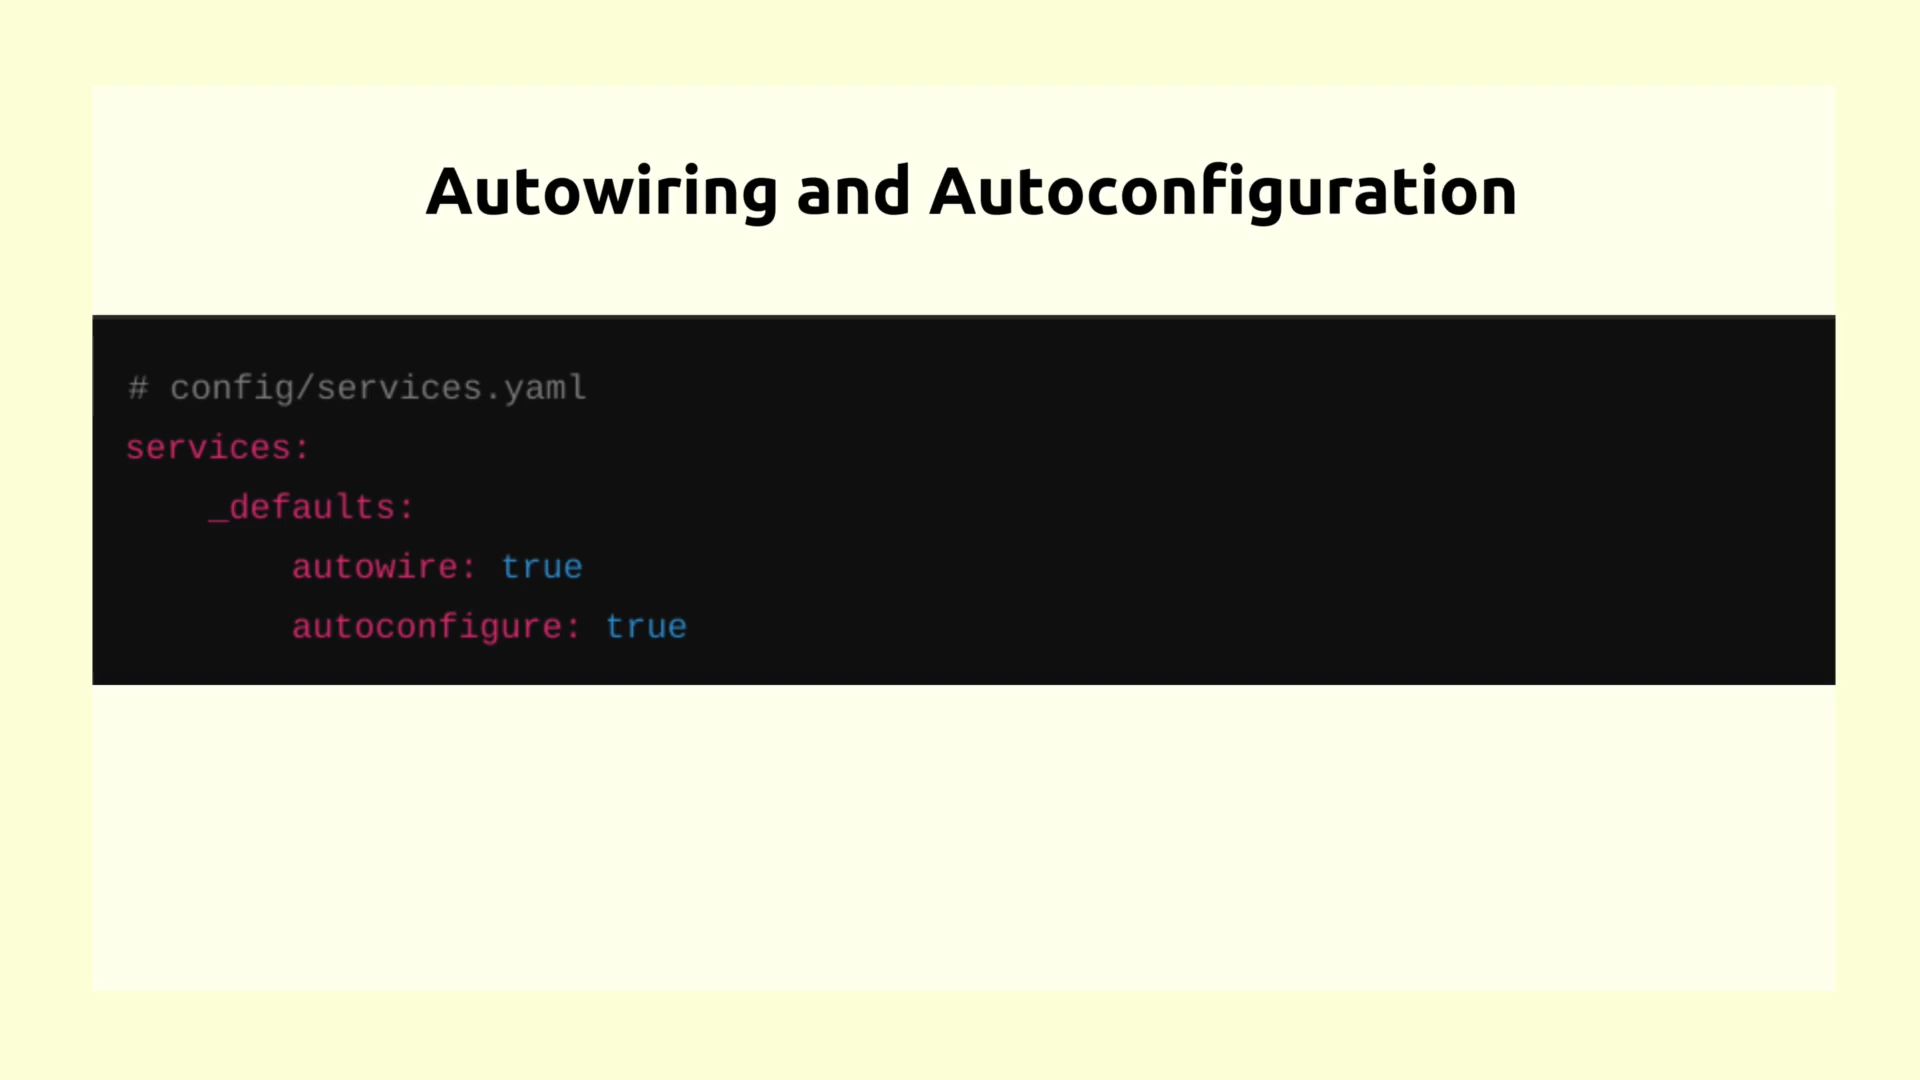 Autowiring and Autoconfiguration
# config/services.yaml
services:
    _defaults:
        autowire: true
        autoconfigure: true